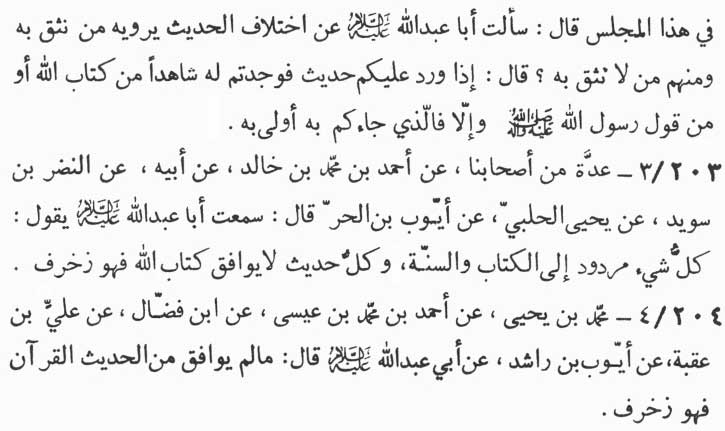 في هذا المجلس قال : سألت أبا عبدالله عليه السلام عن اختلاف الحديث يرويه من نثق به
ومنهم من لا نثق به ؟ قال : إذا ورد عليكم حديث فوجدتم له شاهداً من كتاب الله أو
من قول رسول الله صلى الله عليه وآله وإلّا فالّذي جاءكم به أولى به .
٣/٢٠٣ ــ عدَّة من أصحابنا ، عن أحمد بن محمّد بن خالد ، عن أبيه ، عن النضر بن
سويد ، عن يحيى الحلبيّ ، عن أيّوب بن الحرّ قال : سمعت أبا عبدالله عليه السلام يقول :
كلُّ شيء مردود إلى الكتاب والسنّة ، وكلُّ حديث لا يوافق كتاب الله فهو زخرف .
٤/٢٠٤ ــ محمّد بن يحيى ، عن أحمد بن محمّد بن عيسى ، عن ابن فضّال ، عن عليِّ بن
عقبة، عن أيّوب بن راشد ، عن أبي عبدالله عليه السلام قال : مالم يوافق من الحديث القرآن
فهو زخرف .